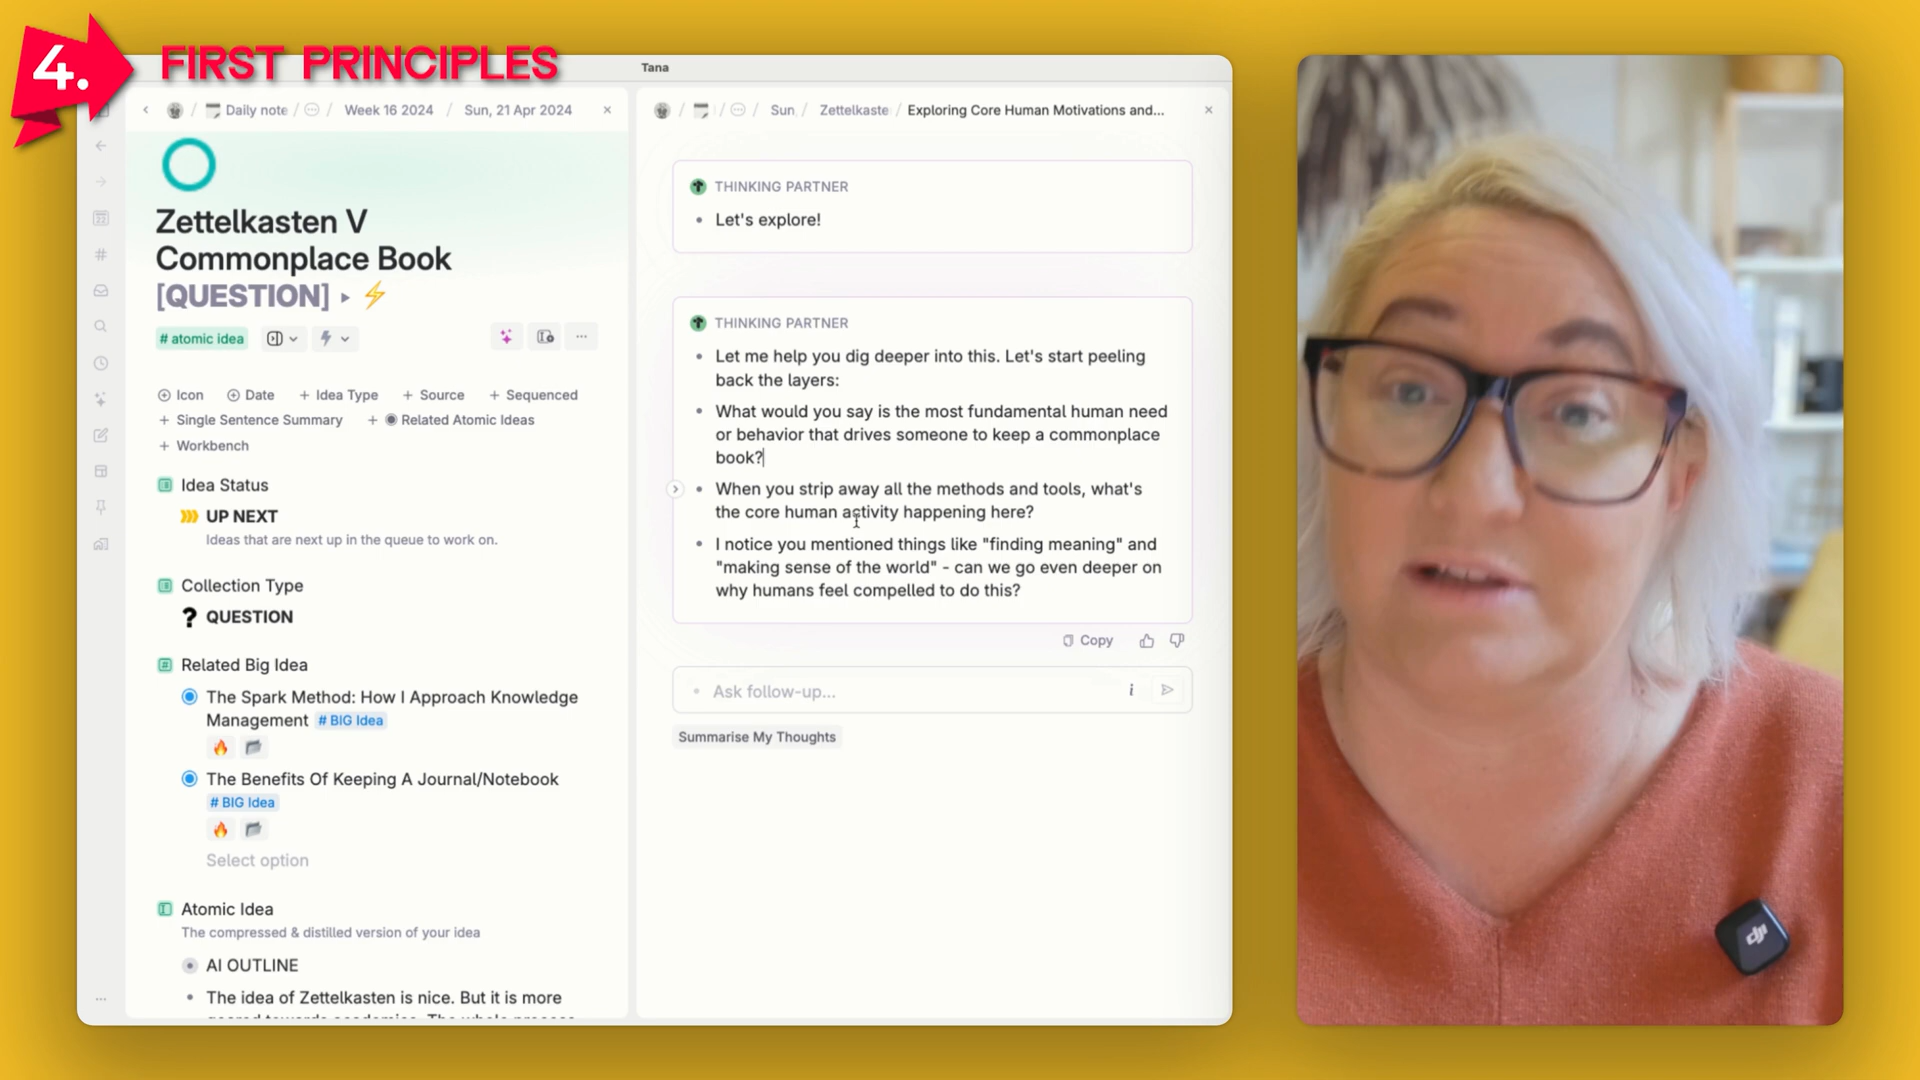 4.
FIRST PRINCIPLES
Tana
Daily note / / Week 16 2024 / Sun, 21 Apr 2024
Zettelkasten V
Commonplace Book
[QUESTION]
# atomic idea
Icon Date + Idea Type + Source + Sequenced
+ Single Sentence Summary + Related Atomic Ideas
+ Workbench
Idea Status
UP NEXT
Ideas that are next up in the queue to work on.
Collection Type
? QUESTION
Related Big Idea
The Spark Method: How I Approach Knowledge
Management # BIG Idea
The Benefits Of Keeping A Journal/Notebook
# BIG Idea
Select option
Atomic Idea
The compressed & distilled version of your idea
AI OUTLINE
The idea of Zettelkasten is nice. But it is more
/ / / Sun / Zettelkaste / Exploring Core Human Motivations and...
THINKING PARTNER
Let's explore!
THINKING PARTNER
Let me help you dig deeper into this. Let's start peeling
back the layers:
What would you say is the most fundamental human need
or behavior that drives someone to keep a commonplace
book?
When you strip away all the methods and tools, what's
the core human activity happening here?
I notice you mentioned things like "finding meaning" and
"making sense of the world" - can we go even deeper on
why humans feel compelled to do this?
Copy
Ask follow-up...
i
Summarise My Thoughts
dji